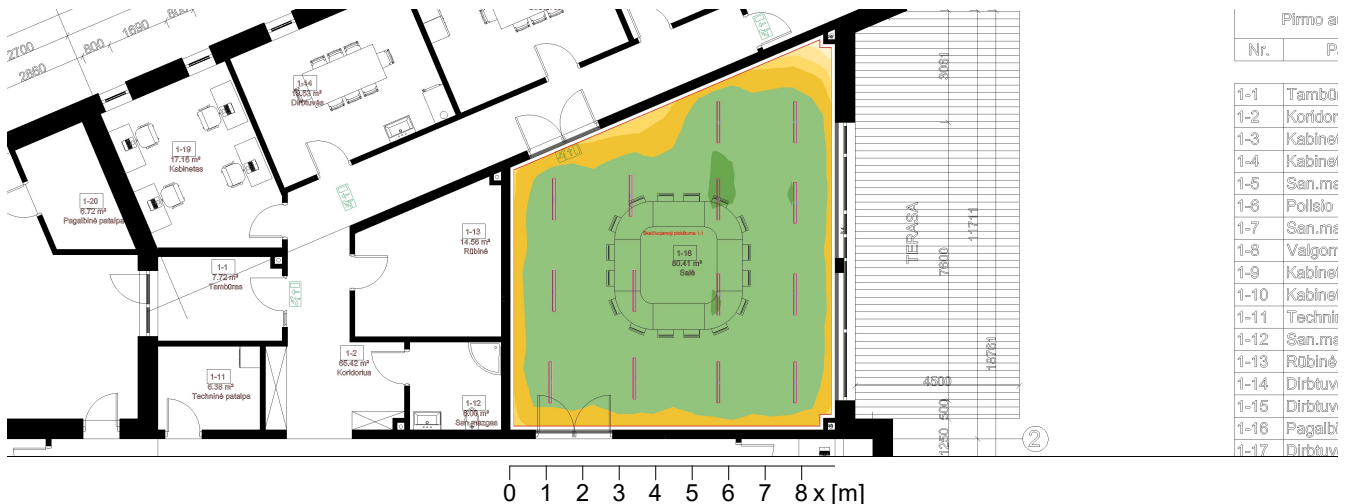 2700
2860
800
1690
800
1-20
6.72 m²
Pagalbinė patalpa
1-19
17.16 m²
Kabinetas
1-14
Dirbtuvės
1-1
7.72 m²
Tambūras
1-11
6.38 m²
Techninė patalpa
1-2
65.42 m²
Koridorius
1-13
14.56 m²
Rūbinė
1-12
San.mazgas
1-18
80.41 m²
Salė
TERASA
3061
7600
11711
16761
4500
500
1250
2
Nr.
1-1 Tambū
1-2 Koridor
1-3 Kabinet
1-4 Kabinet
1-5 San.ma
1-6 Poilsio
1-7 San.ma
1-8 Valgom
1-9 Kabinet
1-10 Kabinet
1-11 Technin
1-12 San.ma
1-13 Rūbinė
1-14 Dirbtuv
1-15 Dirbtuv
1-16 Pagalbi
1-17 Dirbtuv
0 1 2 3 4 5 6 7 8 x [m]